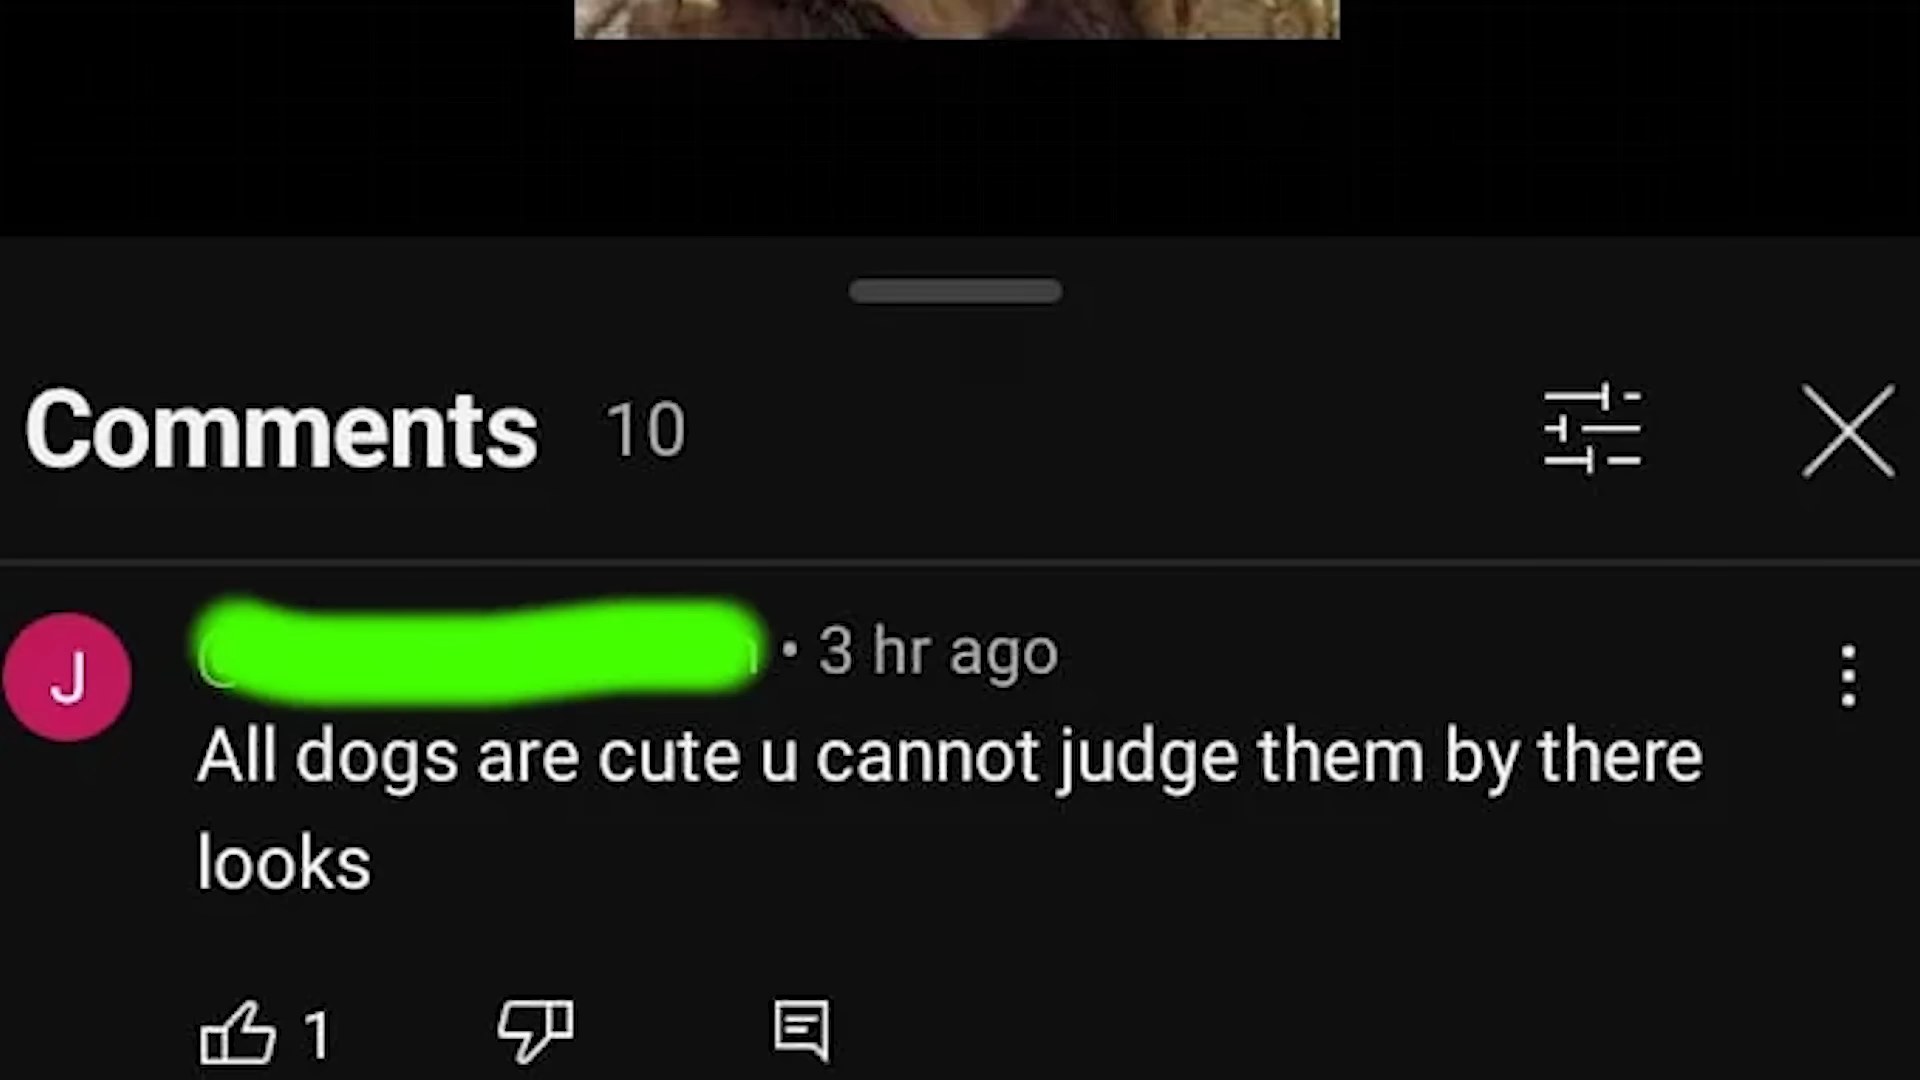 Comments 10
J
• 3 hr ago
All dogs are cute u cannot judge them by there
looks
1